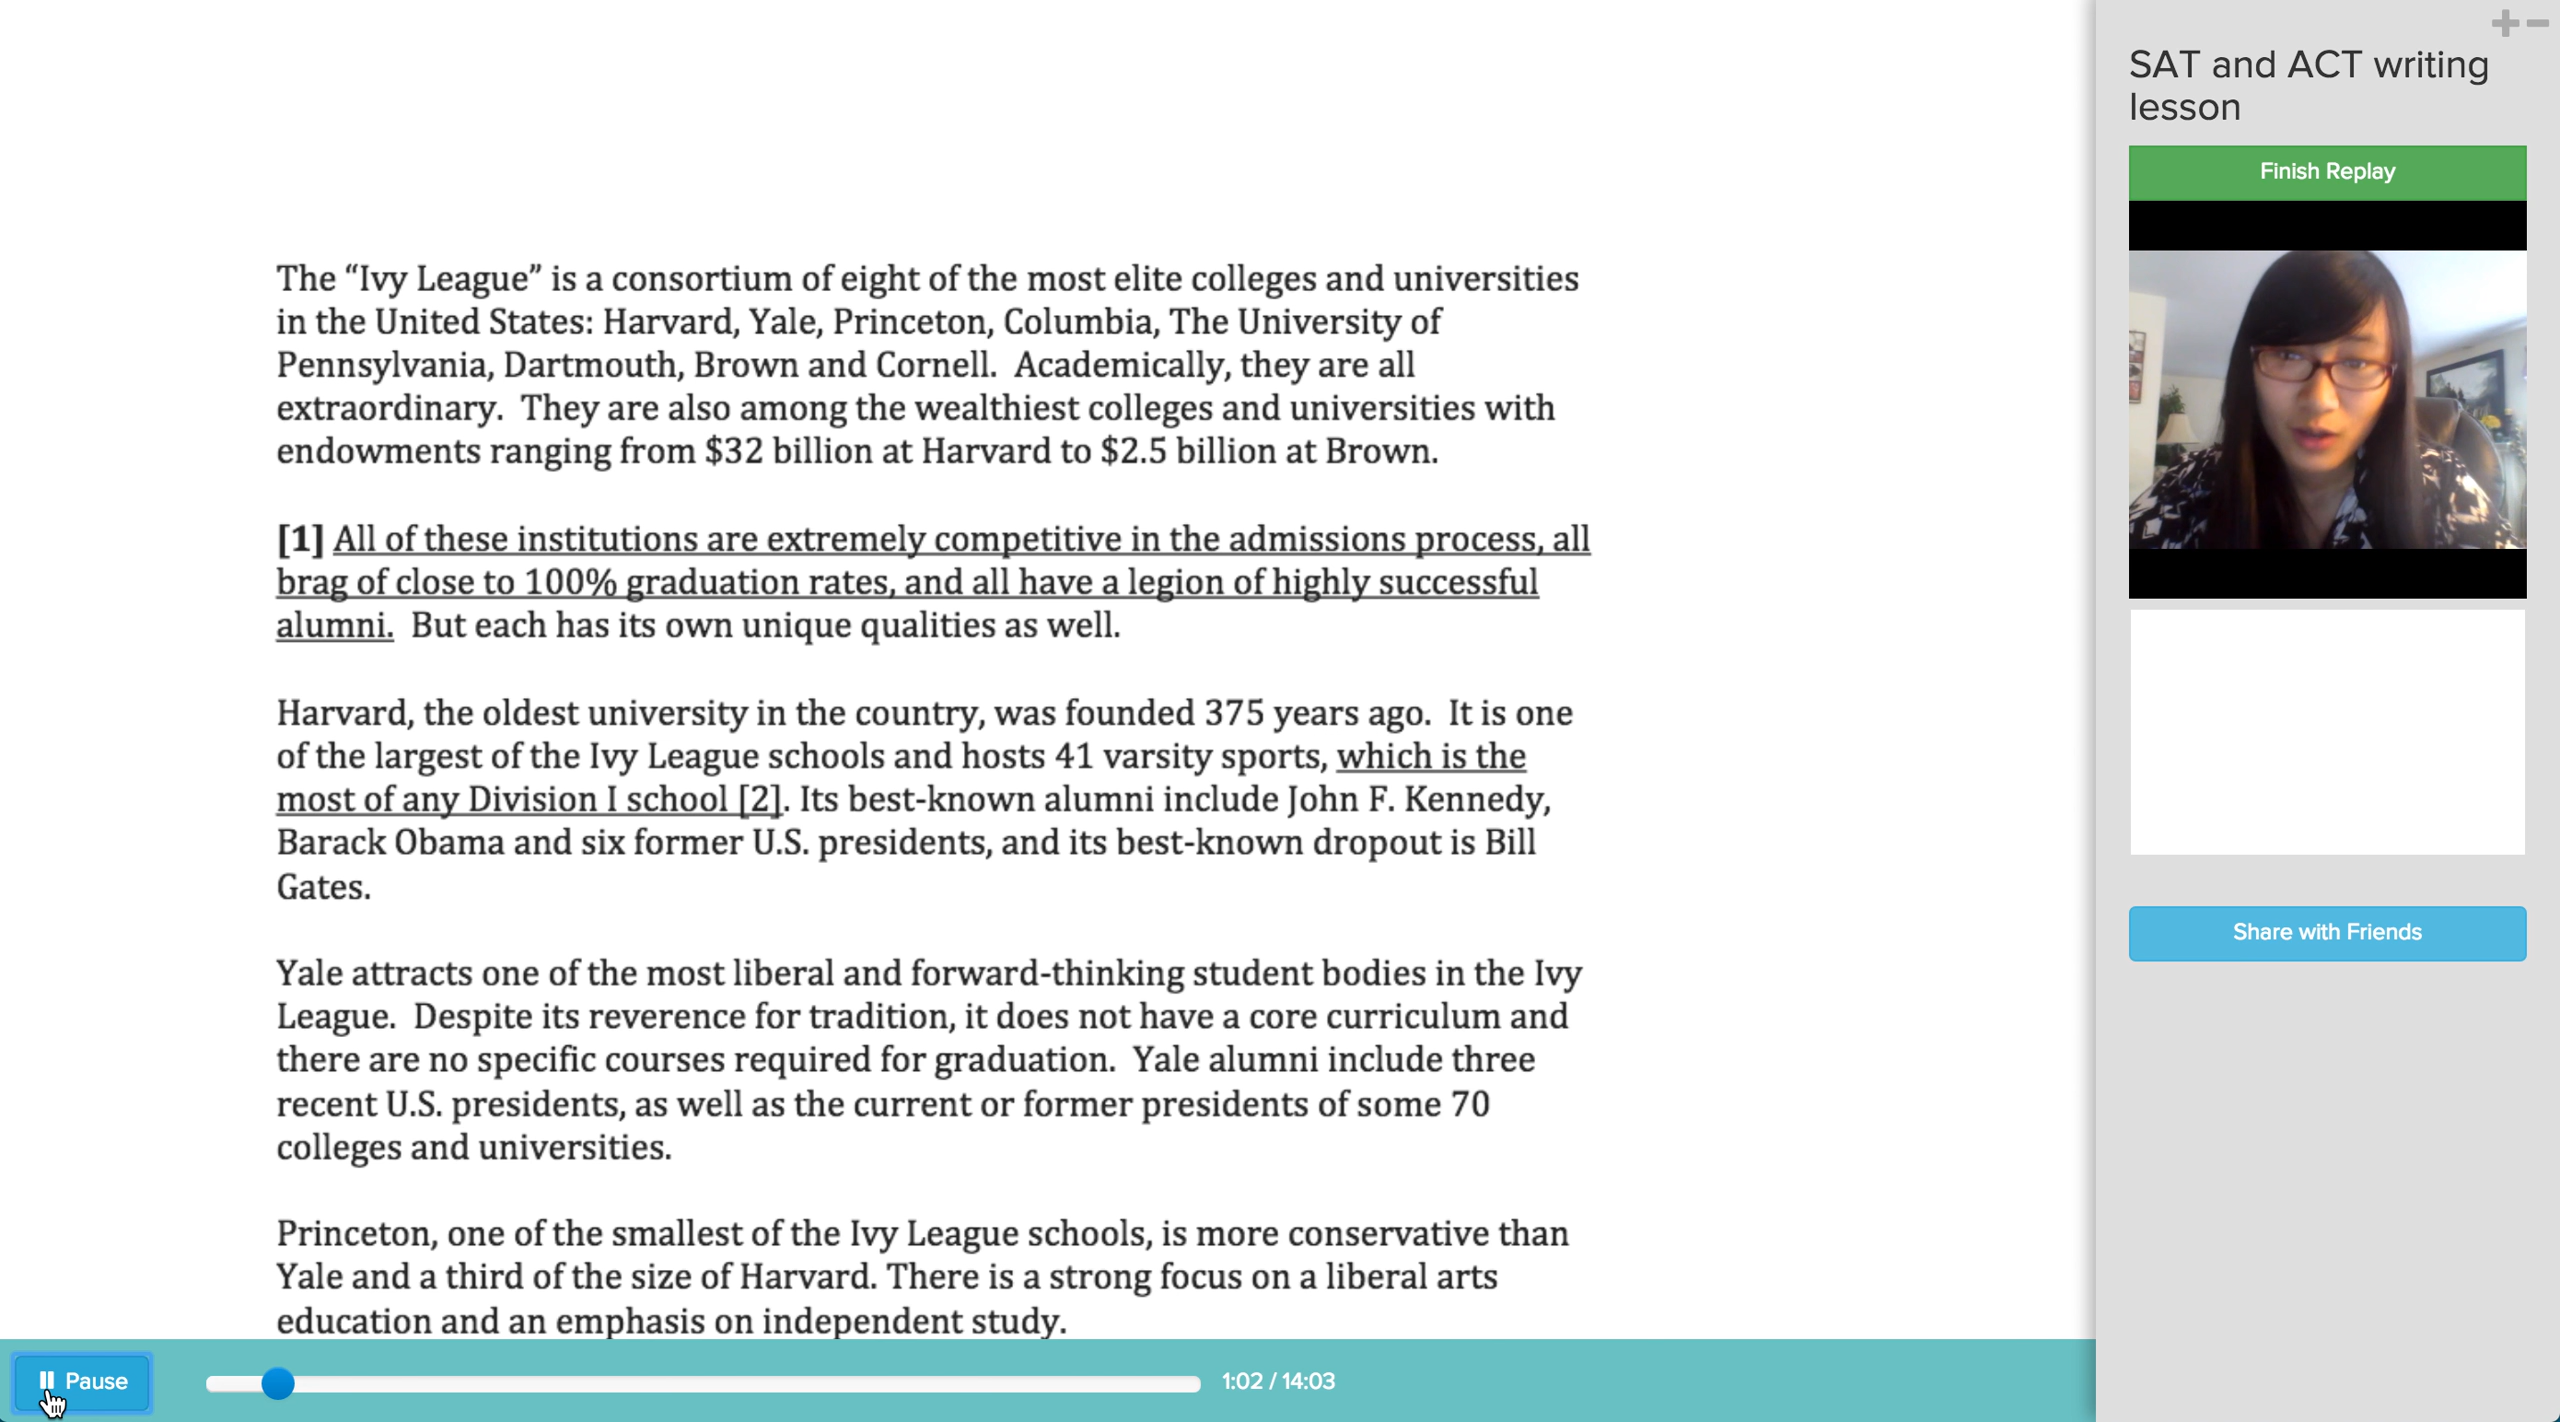 The “Ivy League” is a consortium of eight of the most elite colleges and universities
in the United States: Harvard, Yale, Princeton, Columbia, The University of
Pennsylvania, Dartmouth, Brown and Cornell.  Academically, they are all
extraordinary.  They are also among the wealthiest colleges and universities with
endowments ranging from $32 billion at Harvard to $2.5 billion at Brown.
[1] All of these institutions are extremely competitive in the admissions process, all
brag of close to 100% graduation rates, and all have a legion of highly successful
alumni.  But each has its own unique qualities as well.
Harvard, the oldest university in the country, was founded 375 years ago.  It is one
of the largest of the Ivy League schools and hosts 41 varsity sports, which is the
most of any Division I school [2]. Its best-known alumni include John F. Kennedy,
Barack Obama and six former U.S. presidents, and its best-known dropout is Bill
Gates.
Yale attracts one of the most liberal and forward-thinking student bodies in the Ivy
League.  Despite its reverence for tradition, it does not have a core curriculum and
there are no specific courses required for graduation.  Yale alumni include three
recent U.S. presidents, as well as the current or former presidents of some 70
colleges and universities.
Princeton, one of the smallest of the Ivy League schools, is more conservative than
Yale and a third of the size of Harvard. There is a strong focus on a liberal arts
education and an emphasis on independent study.
Pause
1:02 / 14:03
SAT and ACT writing
lesson
Finish Replay
Share with Friends